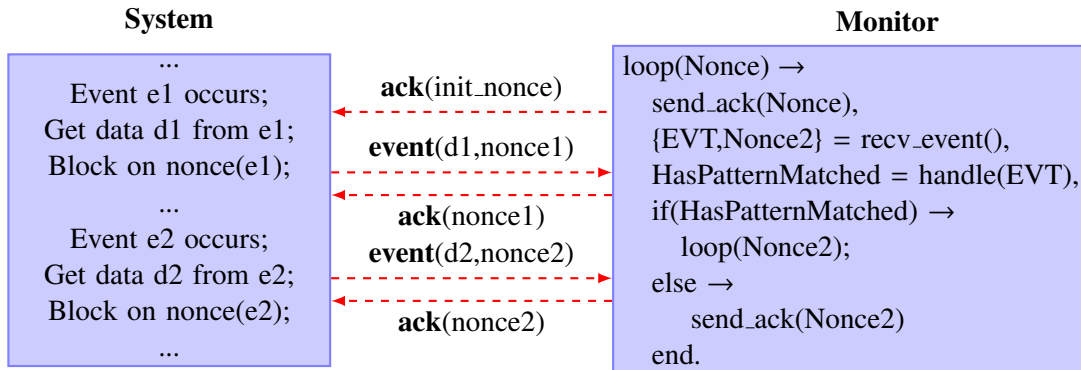 System
...
Event e1 occurs;
Get data d1 from e1;
Block on nonce(e1);
...
Event e2 occurs;
Get data d2 from e2;
Block on nonce(e2);
...
ack(init_nonce)
event(d1,nonce1)
ack(nonce1)
event(d2,nonce2)
ack(nonce2)
Monitor
loop(Nonce) →
send_ack(Nonce),
{EVT,Nonce2} = recv_event(),
HasPatternMatched = handle(EVT),
if(HasPatternMatched) →
loop(Nonce2);
else →
send_ack(Nonce2)
end.